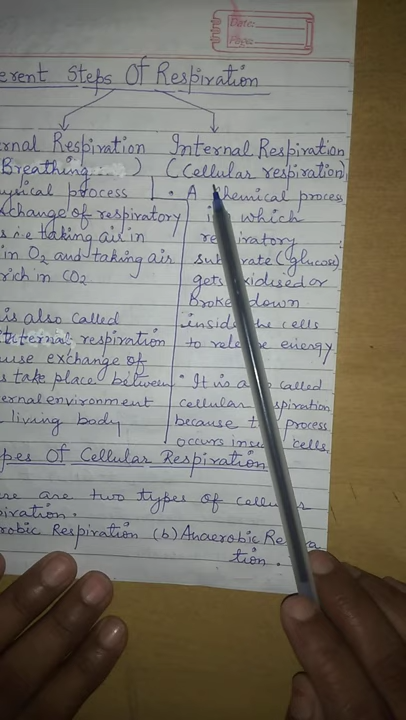 Date:
Page:
erent Steps Of Respiration
rnal Respiration
(Breathing )
ysical process
xchange of respiratory
s i.e taking air in
in O2 and taking air
rich in CO2
is also called
external respiration
use exchange of
s take place between
ernal environment
living body
Internal Respiration
(Cellular respiration)
• A chemical process
in which
respiratory
substrate (glucose)
gets oxidised or
broke down
inside the cells
to release energy
• It is also called
cellular respiration
because the process
occurs inside cells.
pes Of Cellular Respiration
re are two types of cellular
piration.
robic Respiration (b) Anaerobic Respira
tion.